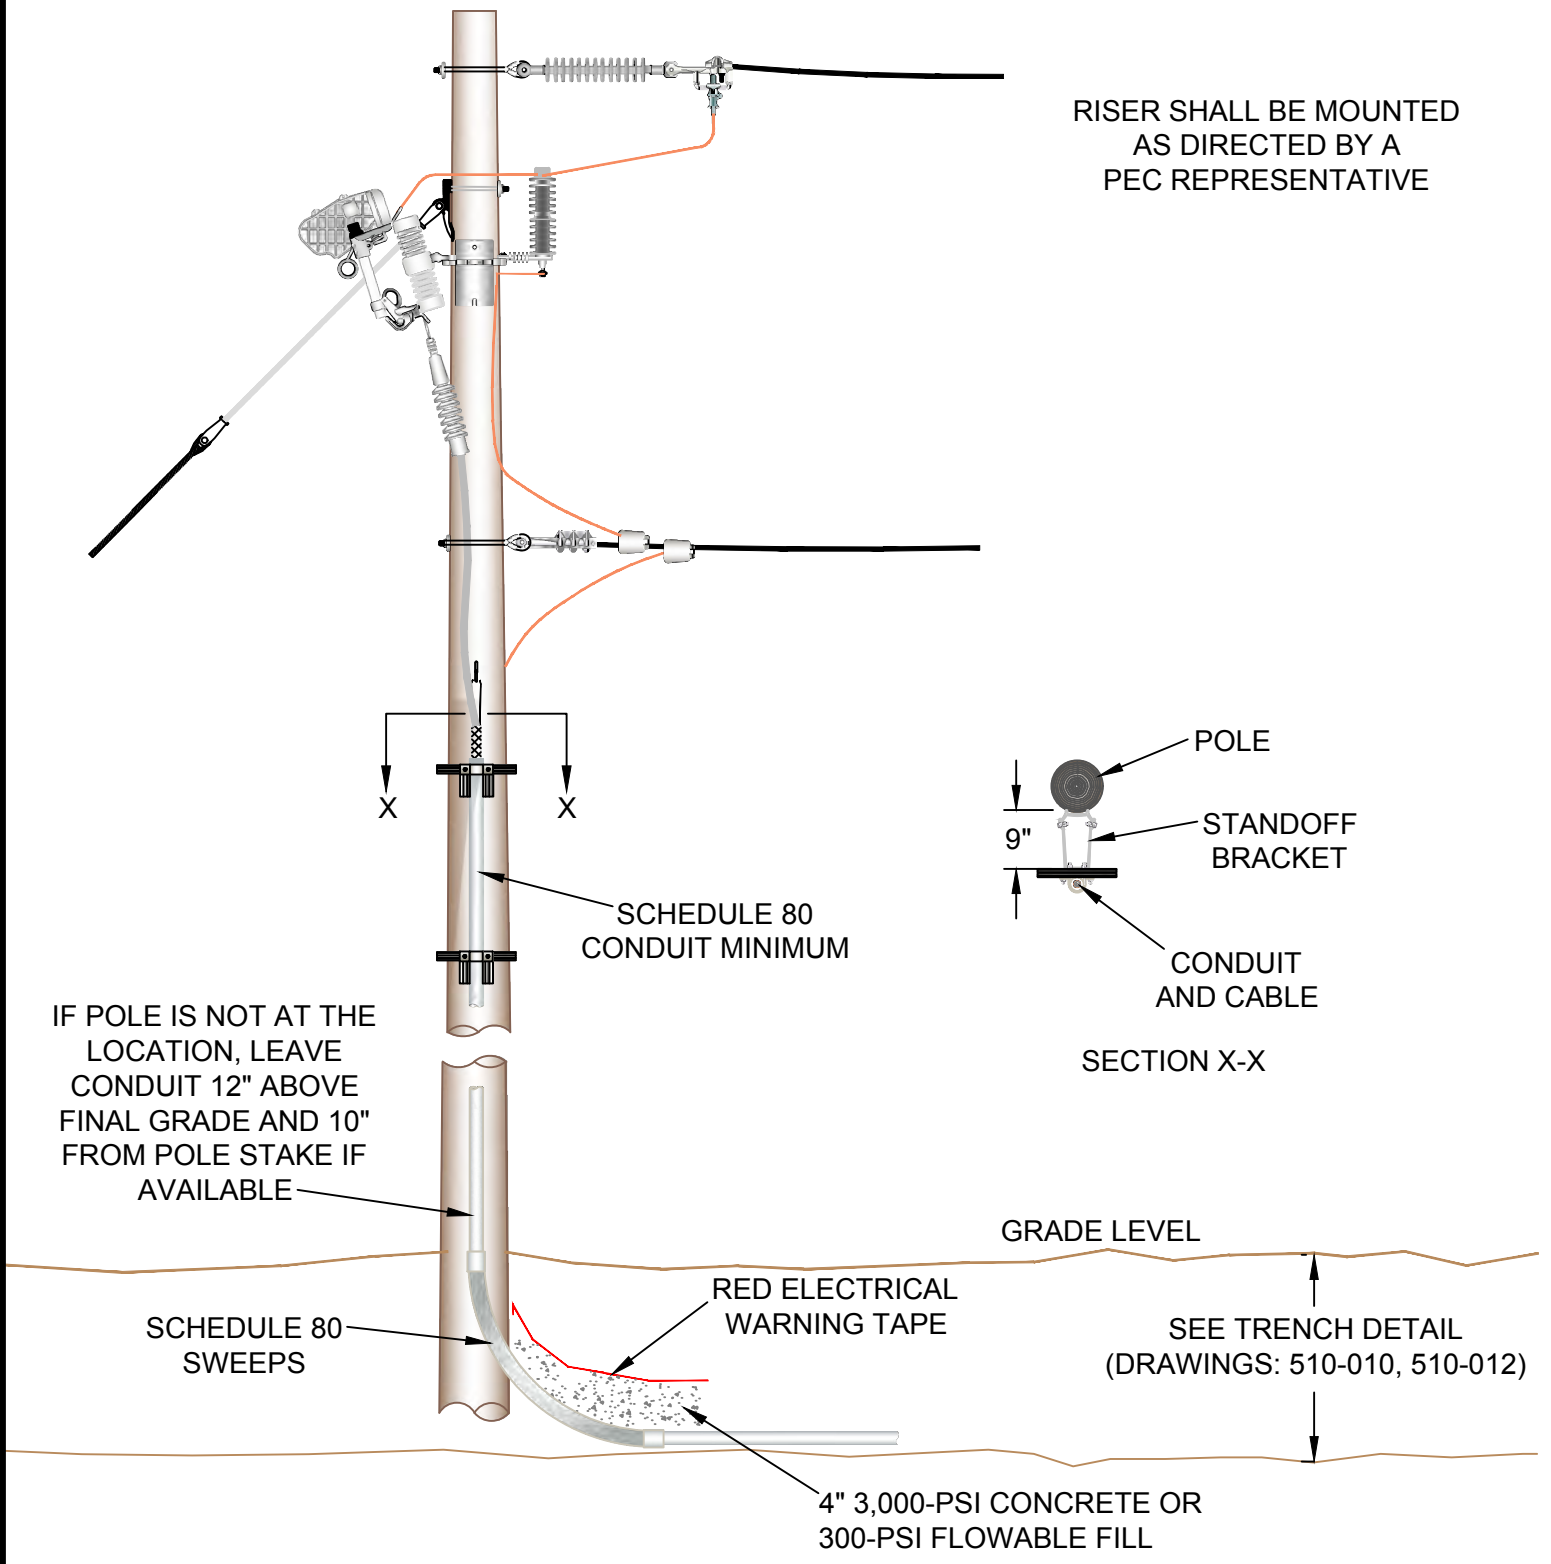 RISER SHALL BE MOUNTED
AS DIRECTED BY A
PEC REPRESENTATIVE
X
X
POLE
9"
STANDOFF
BRACKET
SCHEDULE 80
CONDUIT MINIMUM
CONDUIT
AND CABLE
SECTION X-X
IF POLE IS NOT AT THE
LOCATION, LEAVE
CONDUIT 12" ABOVE
FINAL GRADE AND 10"
FROM POLE STAKE IF
AVAILABLE
GRADE LEVEL
RED ELECTRICAL
WARNING TAPE
SCHEDULE 80
SWEEPS
SEE TRENCH DETAIL
(DRAWINGS: 510-010, 510-012)
4" 3,000-PSI CONCRETE OR
300-PSI FLOWABLE FILL